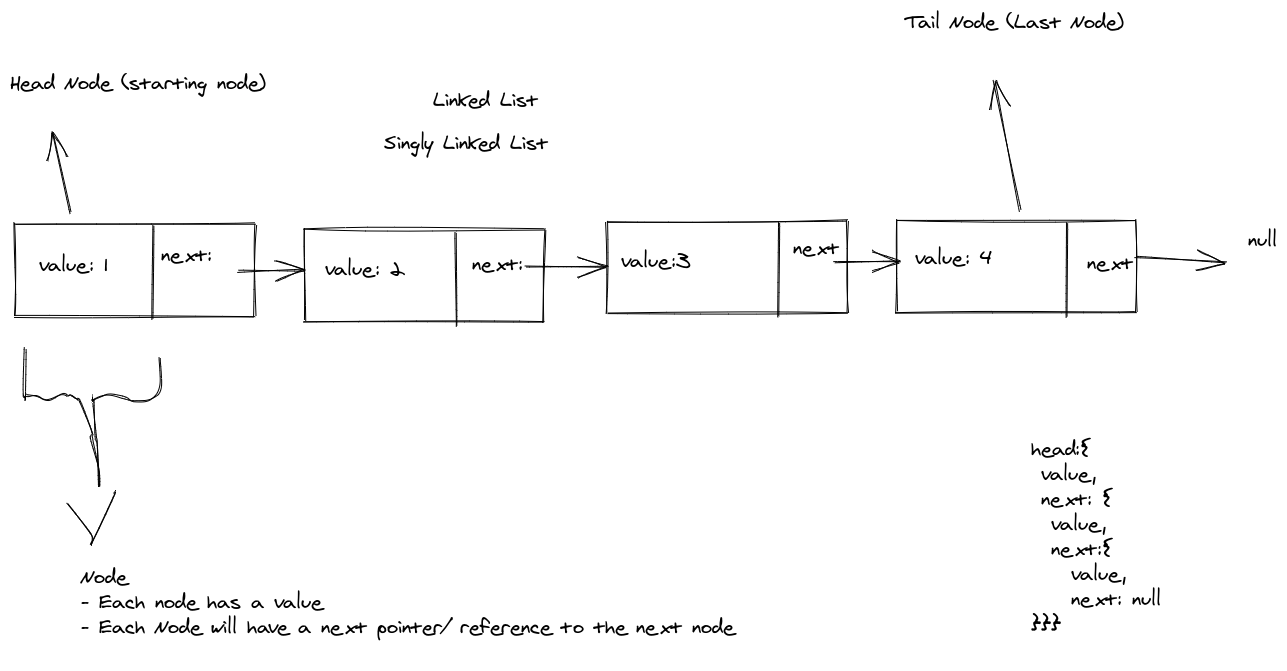 Tail Node (Last Node)
Head Node (starting node)
Linked List
Singly Linked List
value: 1
next:
value: 2
next:
value:3
next
value: 4
next
null
head:{
value,
next: {
value,
next:{
value,
next: null
}}}
Node
- Each node has a value
- Each Node will have a next pointer/ reference to the next node